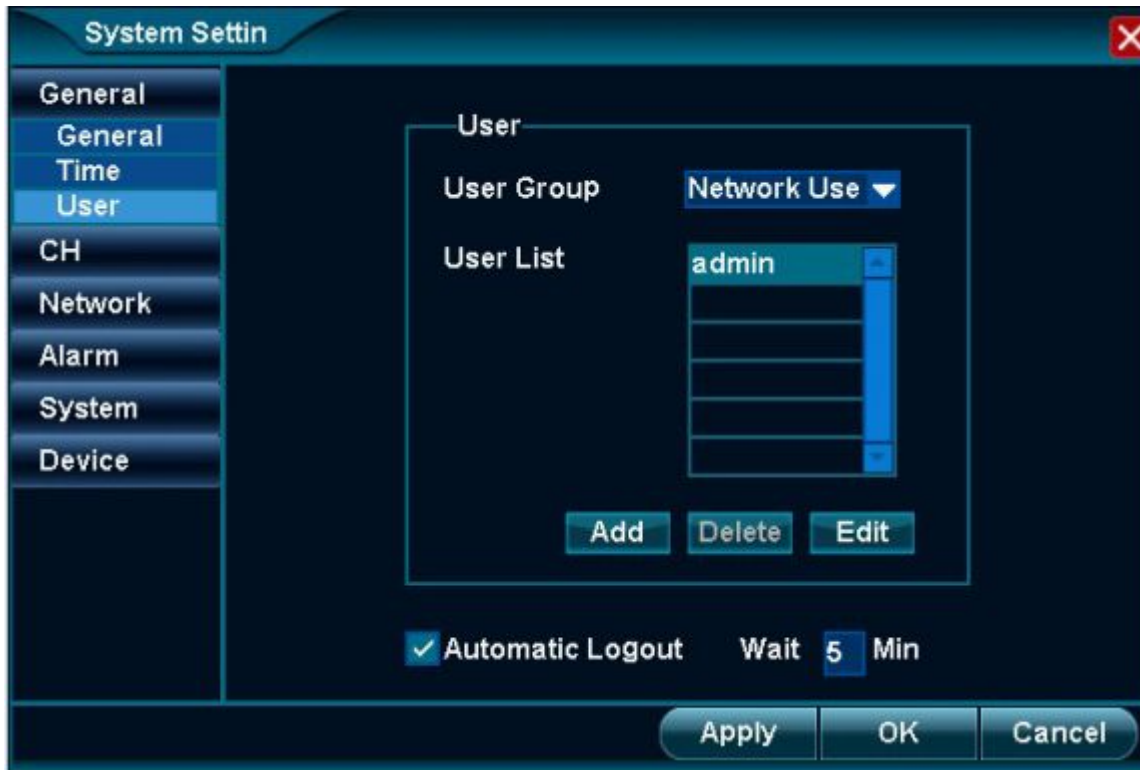 System Settin
General
General
Time
User
CH
Network
Alarm
System
Device
User
User Group Network Use
User List admin
Add Delete Edit
Automatic Logout Wait 5 Min
Apply OK Cancel